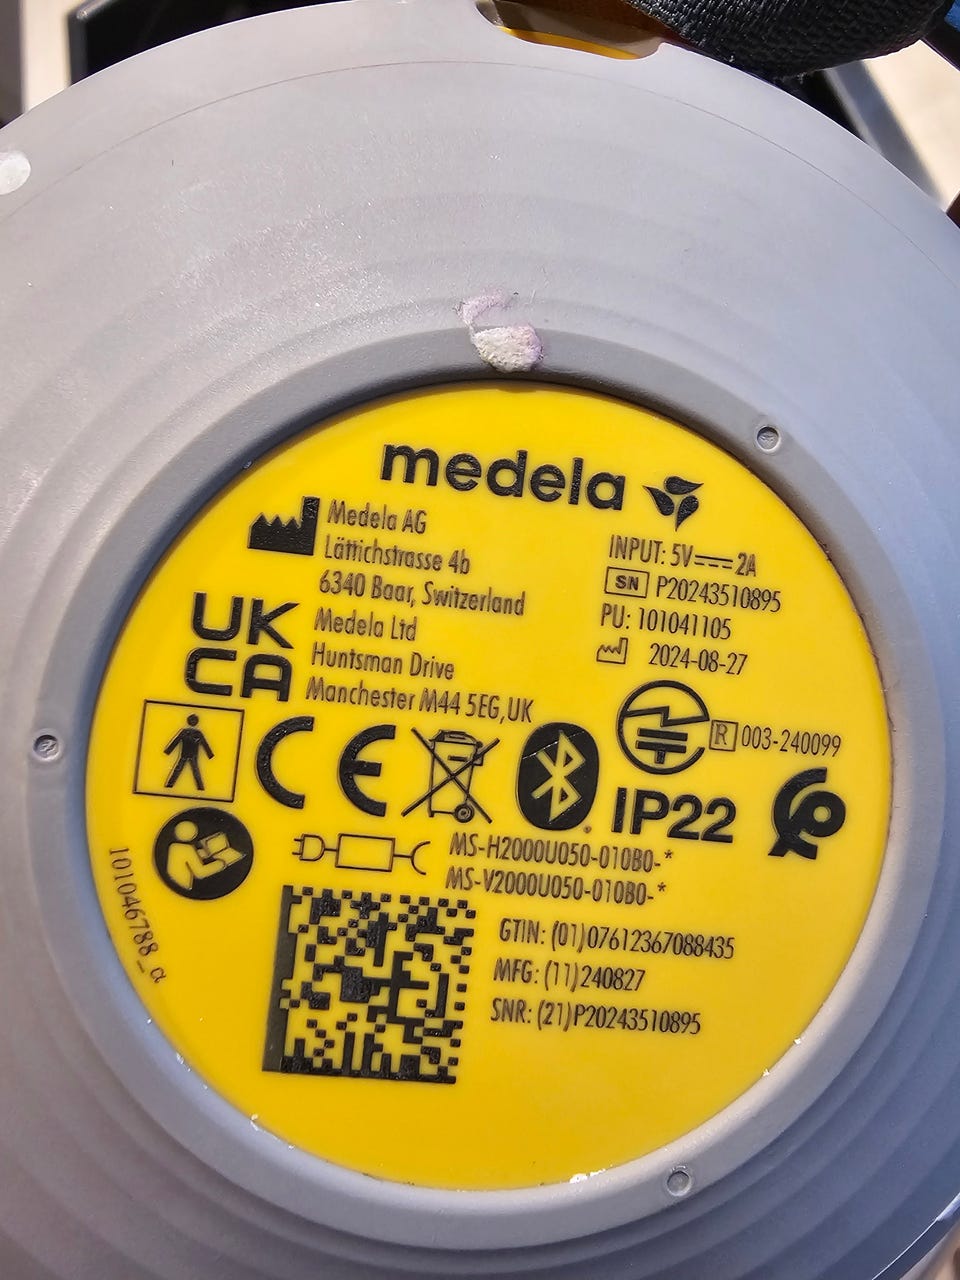 medela
Medela AG
Lättichstrasse 4b
6340 Baar, Switzerland
Medela Ltd
Huntsman Drive
Manchester M44 5EG,UK
INPUT: 5V⎓2A
SN P20243510895
PU: 101041105
2024-08-27
UK
CA
CE
R 003-240099
IP22
MS-H2000U050-010B0-*
MS-V2000U050-010B0-*
GTIN: (01)07612367088435
MFG: (11)240827
SNR: (21)P20243510895
101046788_a